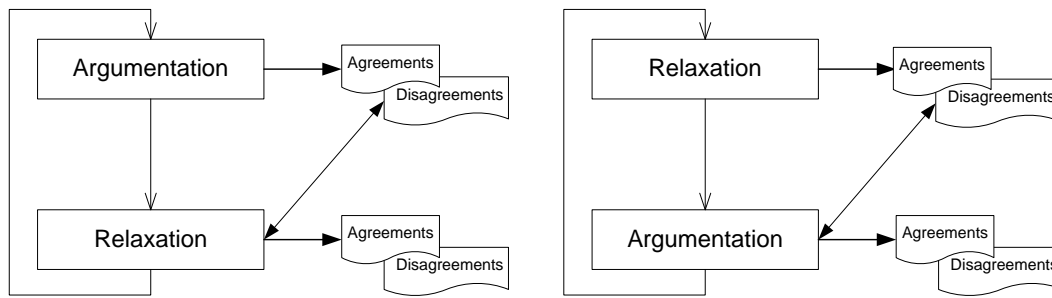 Argumentation
Agreements
Disagreements
Relaxation
Agreements
Disagreements
Relaxation
Agreements
Disagreements
Argumentation
Agreements
Disagreements